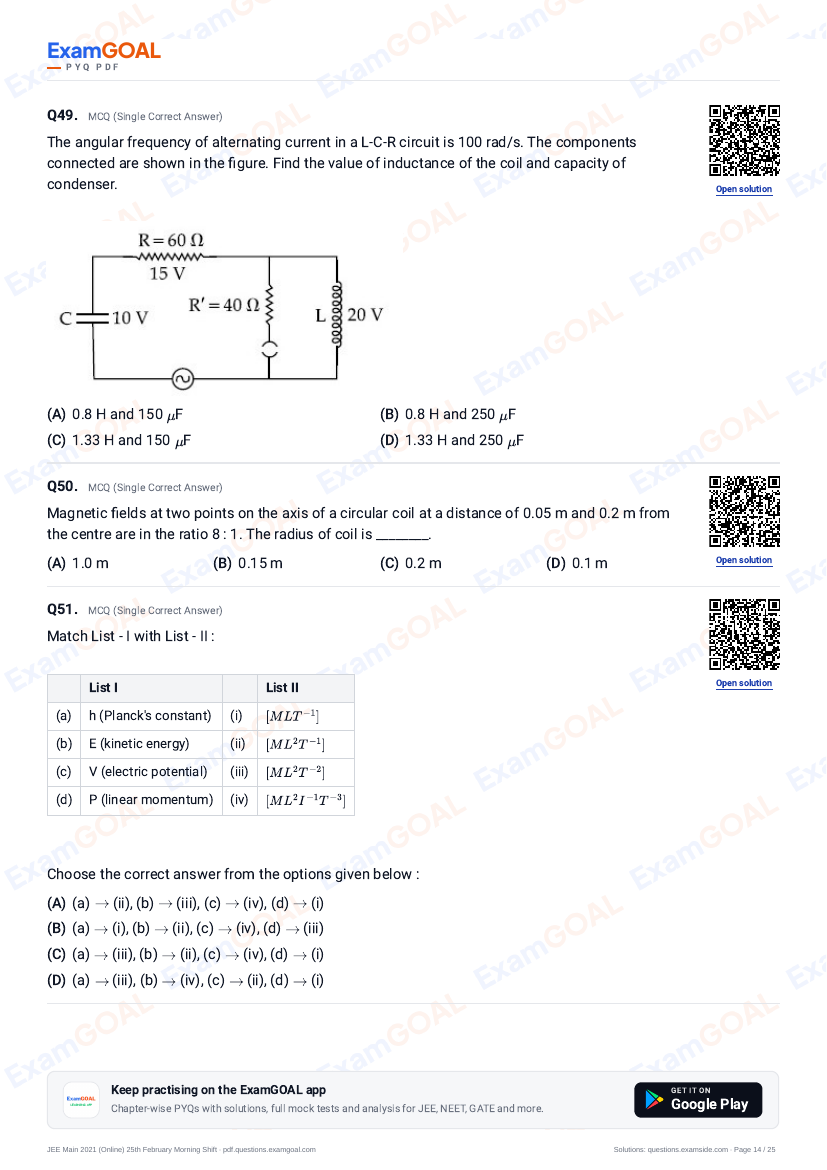 ExamGOAL
PYQ PDF
Q49. MCQ (Single Correct Answer)
The angular frequency of alternating current in a L-C-R circuit is 100 rad/s. The components
connected are shown in the figure. Find the value of inductance of the coil and capacity of
condenser.
Open solution
R = 60 Ω
15 V
C 10 V
R′ = 40 Ω
L 20 V
(A) 0.8 H and 150 μF
(B) 0.8 H and 250 μF
(C) 1.33 H and 150 μF
(D) 1.33 H and 250 μF
Q50. MCQ (Single Correct Answer)
Magnetic fields at two points on the axis of a circular coil at a distance of 0.05 m and 0.2 m from
the centre are in the ratio 8 : 1. The radius of coil is ________.
Open solution
(A) 1.0 m (B) 0.15 m (C) 0.2 m (D) 0.1 m
Q51. MCQ (Single Correct Answer)
Match List - I with List - II :
Open solution
List I List II
(a) h (Planck's constant) (i) [MLT⁻¹]
(b) E (kinetic energy) (ii) [ML²T⁻¹]
(c) V (electric potential) (iii) [ML²T⁻²]
(d) P (linear momentum) (iv) [ML²I⁻¹T⁻³]
Choose the correct answer from the options given below :
(A) (a) → (ii), (b) → (iii), (c) → (iv), (d) → (i)
(B) (a) → (i), (b) → (ii), (c) → (iv), (d) → (iii)
(C) (a) → (iii), (b) → (ii), (c) → (iv), (d) → (i)
(D) (a) → (iii), (b) → (iv), (c) → (ii), (d) → (i)
ExamGOAL
Keep practising on the ExamGOAL app
Chapter-wise PYQs with solutions, full mock tests and analysis for JEE, NEET, GATE and more.
GET IT ON
Google Play
JEE Main 2021 (Online) 25th February Morning Shift · pdf.questions.examgoal.com
Solutions: questions.examside.com · Page 14 / 25